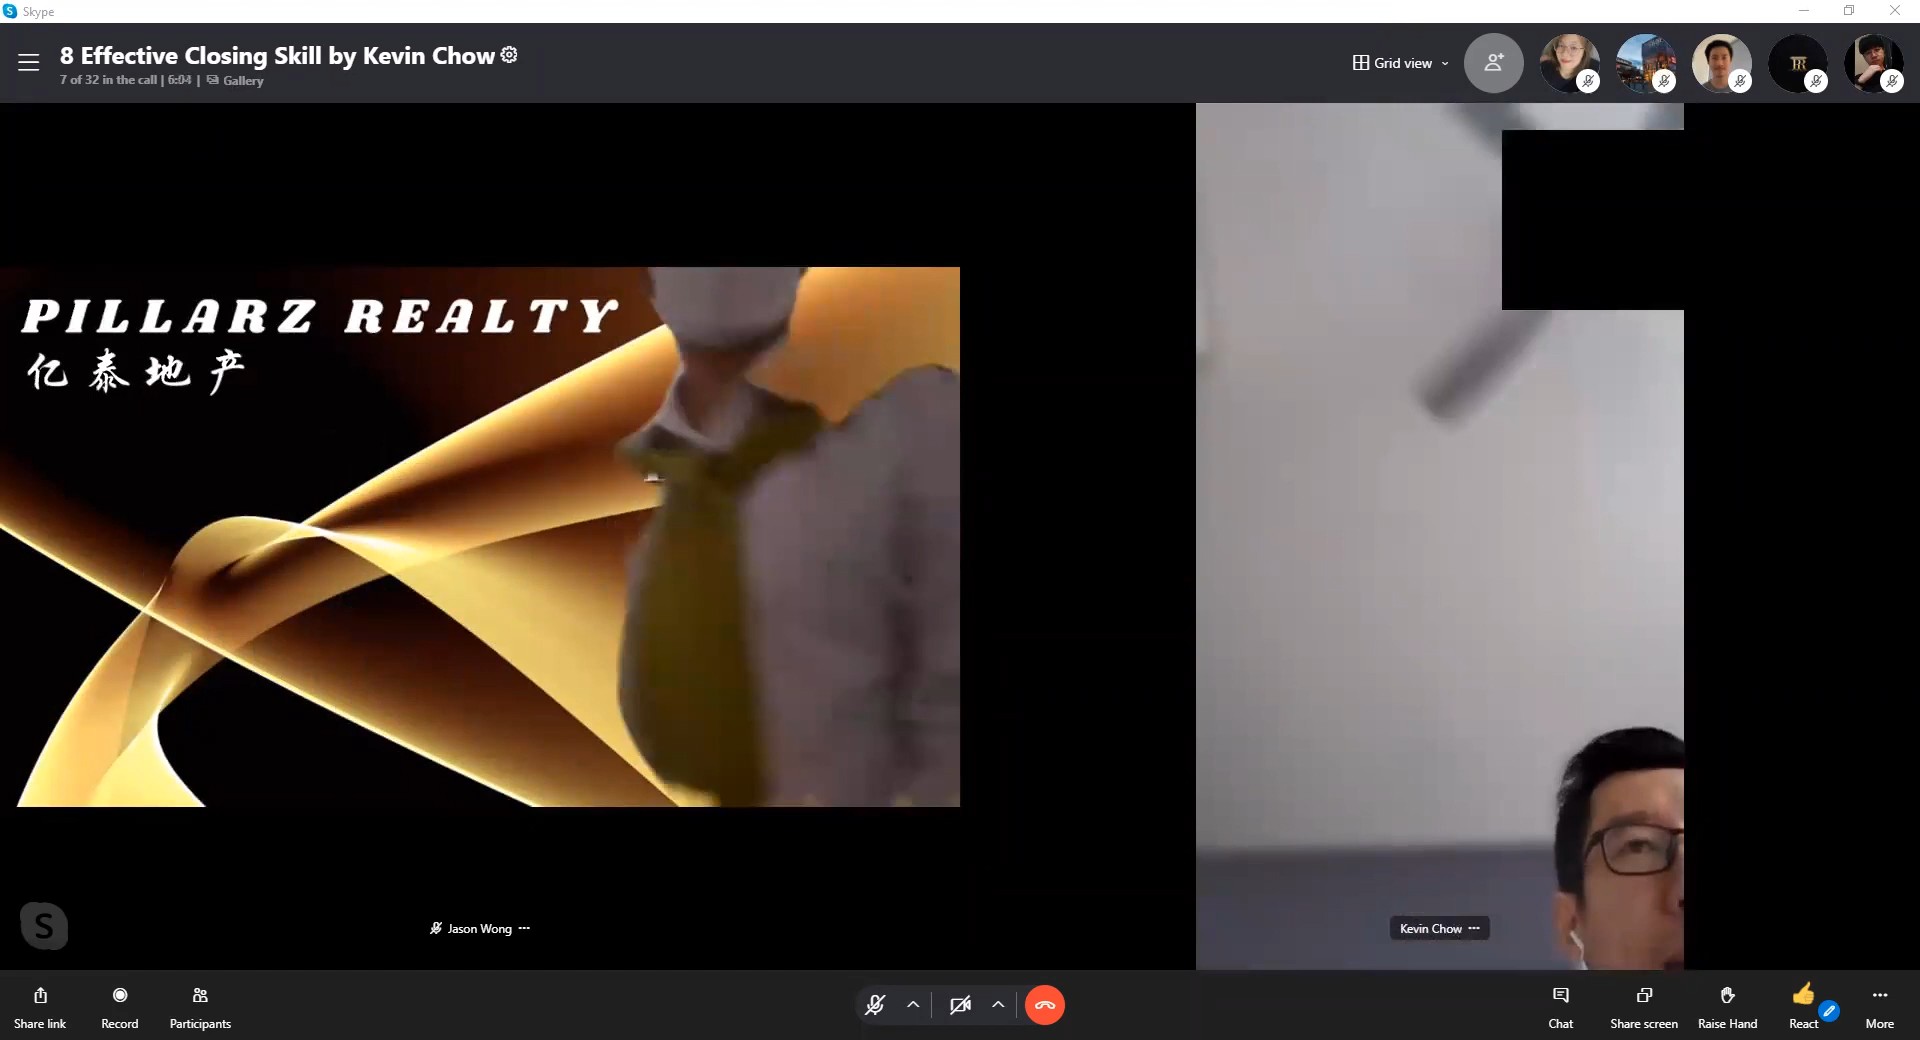 Skype
8 Effective Closing Skill by Kevin Chow
7 of 32 in the call | 6:04 | Gallery
Grid view
PILLARZ REALTY
亿泰地产
Jason Wong
Kevin Chow
Share link
Record
Participants
Chat
Share screen
Raise Hand
React
More